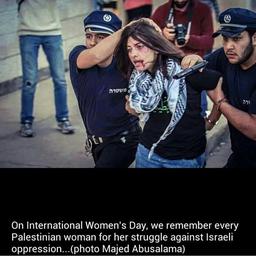 On International Women's Day, we remember every
Palestinian woman for her struggle against Israeli
oppression...(photo Majed Abusalama)